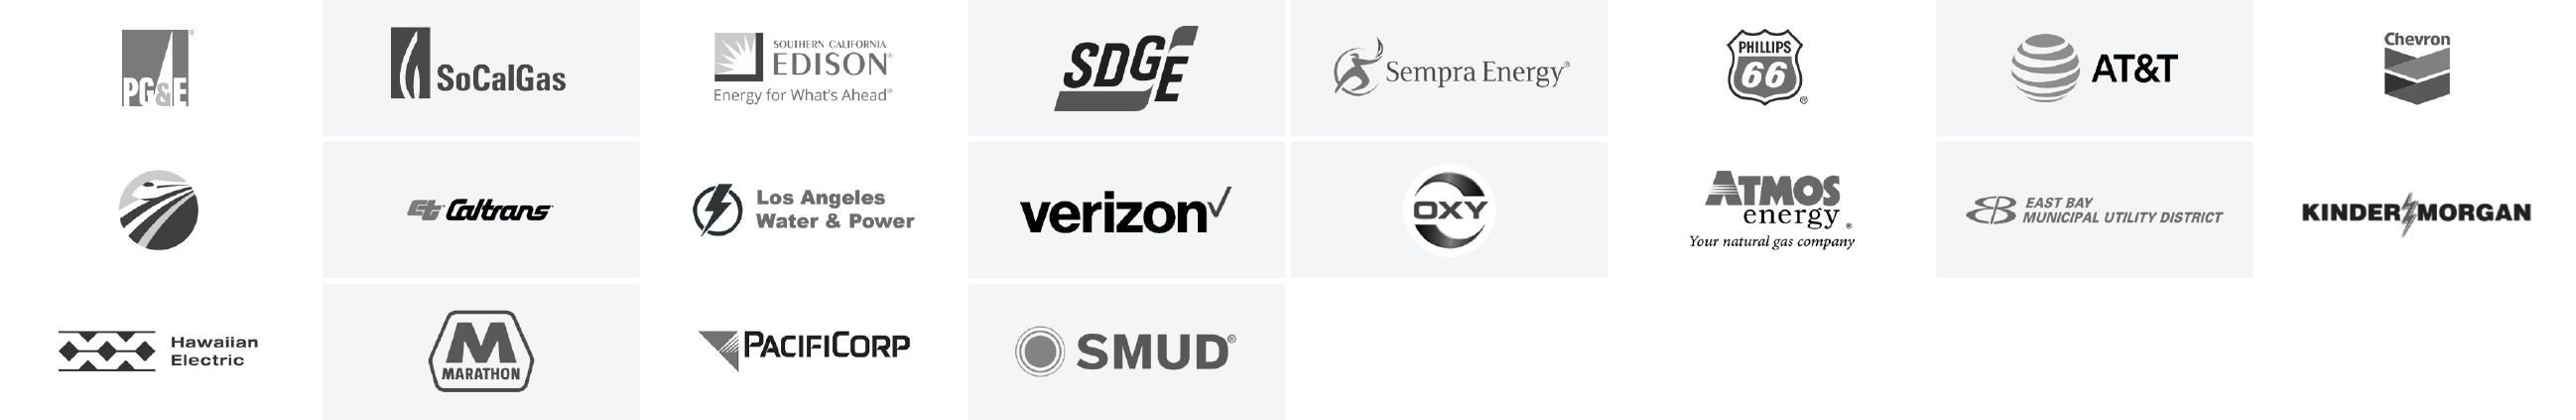 PG&E
SoCalGas
SOUTHERN CALIFORNIA
EDISON®
Energy for What's Ahead®
SDGE
Sempra Energy®
PHILLIPS
66
®
AT&T
Chevron
ct Caltrans
Los Angeles
Water & Power
verizon
OXY
ATMOS
energy®
Your natural gas company
EB EAST BAY
MUNICIPAL UTILITY DISTRICT
KINDER MORGAN
Hawaiian
Electric
M
MARATHON
PACIFICORP
SMUD®